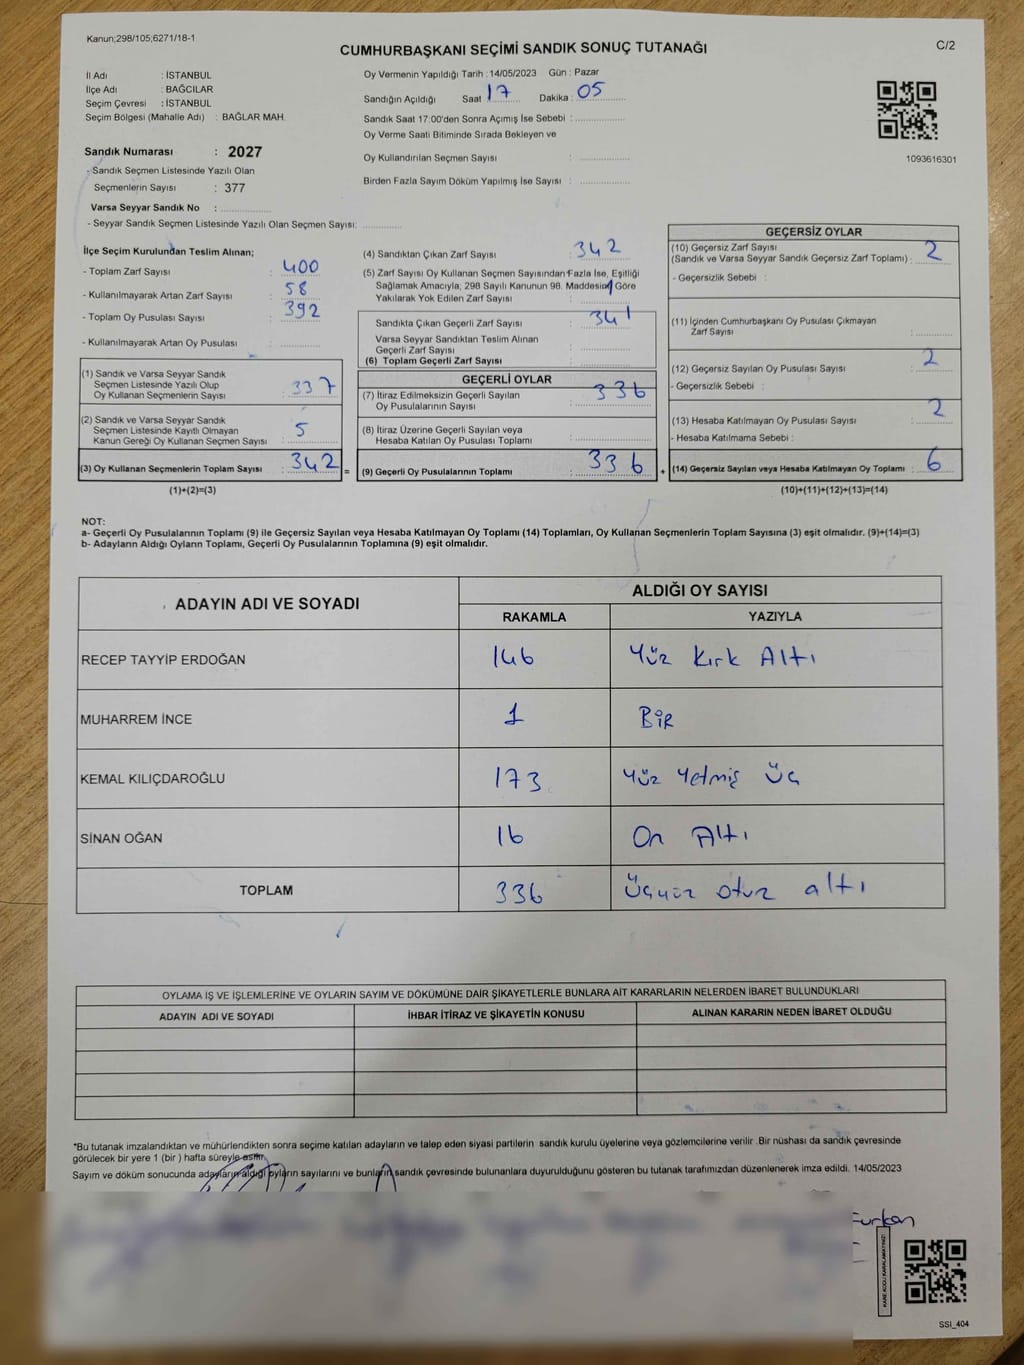 Kanun;298/105;6271/18-1
CUMHURBAŞKANI SEÇİMİ SANDIK SONUÇ TUTANAĞI
C/2
İl Adı : İSTANBUL
İlçe Adı : BAĞCILAR
Seçim Çevresi : İSTANBUL
Seçim Bölgesi (Mahalle Adı) : BAĞLAR MAH.
Sandık Numarası : 2027
- Sandık Seçmen Listesinde Yazılı Olan
Seçmenlerin Sayısı : 377
Varsa Seyyar Sandık No :
- Seyyar Sandık Seçmen Listesinde Yazılı Olan Seçmen Sayısı:
Oy Vermenin Yapıldığı Tarih : 14/05/2023 Gün : Pazar
Sandığın Açıldığı Saat 17 Dakika : 05
Sandık Saat 17:00'den Sonra Açımış İse Sebebi :
Oy Verme Saati Bitiminde Sırada Bekleyen ve
Oy Kullandırılan Seçmen Sayısı :
Birden Fazla Sayım Döküm Yapılmış İse Sayısı :
1093616301
İlçe Seçim Kurulundan Teslim Alınan;
- Toplam Zarf Sayısı : 400
- Kullanılmayarak Artan Zarf Sayısı : 58
- Toplam Oy Pusulası Sayısı : 392
- Kullanılmayarak Artan Oy Pusulası :
(1) Sandık ve Varsa Seyyar Sandık
Seçmen Listesinde Yazılı Olup
Oy Kullanan Seçmenlerin Sayısı : 337
(2) Sandık ve Varsa Seyyar Sandık
Seçmen Listesinde Kayıtlı Olmayan
Kanun Gereği Oy Kullanan Seçmen Sayısı : 5
(3) Oy Kullanan Seçmenlerin Toplam Sayısı : 342 =
(1)+(2)=(3)
(4) Sandıktan Çıkan Zarf Sayısı : 342
(5) Zarf Sayısı Oy Kullanan Seçmen Sayısından Fazla İse, Eşitliği
Sağlamak Amacıyla; 298 Sayılı Kanunun 98. Maddesine Göre
Yakılarak Yok Edilen Zarf Sayısı : 1
Sandıkta Çıkan Geçerli Zarf Sayısı : 341
Varsa Seyyar Sandıktan Teslim Alınan
Geçerli Zarf Sayısı :
(6) Toplam Geçerli Zarf Sayısı :
GEÇERLİ OYLAR
(7) İtiraz Edilmeksizin Geçerli Sayılan
Oy Pusulalarının Sayısı : 336
(8) İtiraz Üzerine Geçerli Sayılan veya
Hesaba Katılan Oy Pusulası Toplamı :
(9) Geçerli Oy Pusulalarının Toplamı : 336 +
GEÇERSİZ OYLAR
(10) Geçersiz Zarf Sayısı
(Sandık ve Varsa Seyyar Sandık Geçersiz Zarf Toplamı) : 2
- Geçersizlik Sebebi :
(11) İçinden Cumhurbaşkanı Oy Pusulası Çıkmayan
Zarf Sayısı :
(12) Geçersiz Sayılan Oy Pusulası Sayısı : 2
- Geçersizlik Sebebi :
(13) Hesaba Katılmayan Oy Pusulası Sayısı : 2
- Hesaba Katılmama Sebebi :
(14) Geçersiz Sayılan veya Hesaba Katılmayan Oy Toplamı : 6
(10)+(11)+(12)+(13)=(14)
NOT:
a- Geçerli Oy Pusulalarının Toplamı (9) ile Geçersiz Sayılan veya Hesaba Katılmayan Oy Toplamı (14) Toplamları, Oy Kullanan Seçmenlerin Toplam Sayısına (3) eşit olmalıdır. (9)+(14)=(3)
b- Adayların Aldığı Oyların Toplamı, Geçerli Oy Pusulalarının Toplamına (9) eşit olmalıdır.
ADAYIN ADI VE SOYADI
ALDIĞI OY SAYISI
RAKAMLA YAZIYLA
RECEP TAYYİP ERDOĞAN 146 Yüz Kırk Altı
MUHARREM İNCE 1 BİR
KEMAL KILIÇDAROĞLU 173 Yüz Yetmiş Üç
SİNAN OĞAN 16 On Altı
TOPLAM 336 Üçyüz otuz altı
OYLAMA İŞ VE İŞLEMLERİNE VE OYLARIN SAYIM VE DÖKÜMÜNE DAİR ŞİKAYETLERLE BUNLARA AİT KARARLARIN NELERDEN İBARET BULUNDUKLARI
ADAYIN ADI VE SOYADI İHBAR İTİRAZ VE ŞİKAYETİN KONUSU ALINAN KARARIN NEDEN İBARET OLDUĞU
*Bu tutanak imzalandıktan ve mühürlendikten sonra seçime katılan adayların ve talep eden siyasi partilerin sandık kurulu üyelerine veya gözlemcilerine verilir .Bir nüshası da sandık çevresinde
görülecek bir yere 1 (bir ) hafta süreyle asılır.
Sayım ve döküm sonucunda adayların aldığı oyların sayılarını ve bunların sandık çevresinde bulunanlara duyurulduğunu gösteren bu tutanak tarafımızdan düzenlenerek imza edildi. 14/05/2023
Furkan
KARE KODU KARALAMAYINIZ!
SSI_404